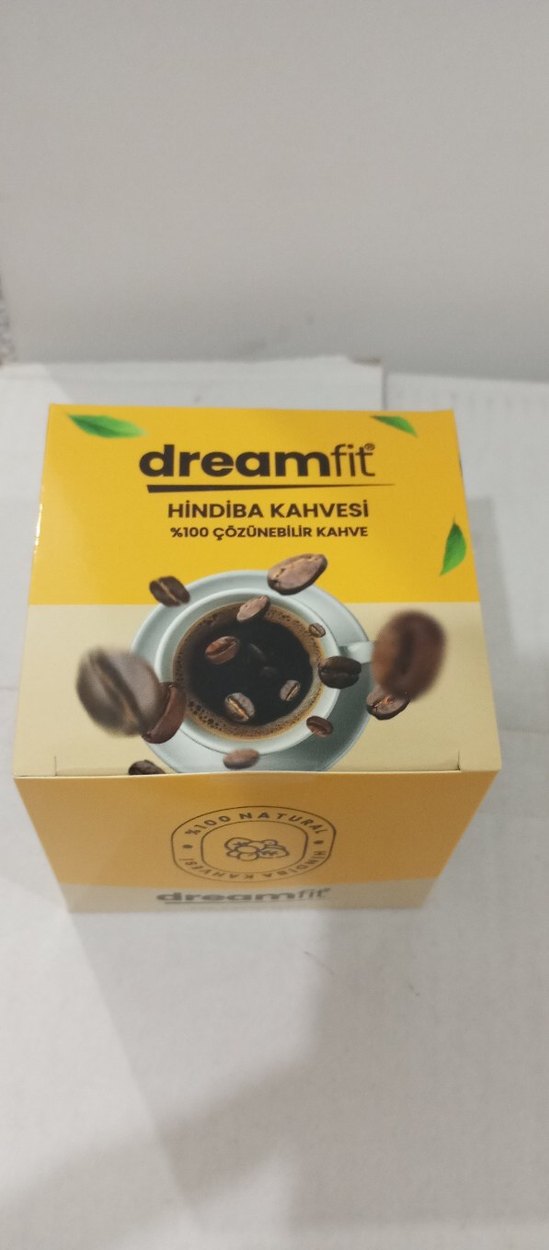 dreamfit®
HİNDİBA KAHVESİ
%100 ÇÖZÜNEBİLİR KAHVE
%100 NATURAL
HİNDİBA KAHVESİ
dreamfit®